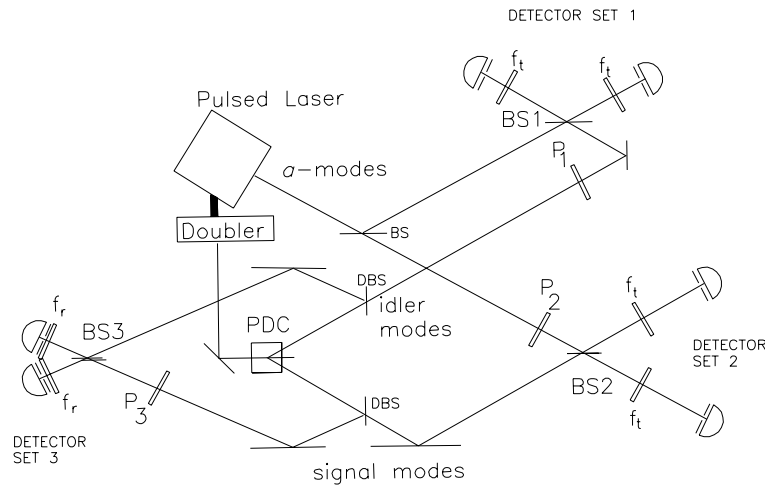 DETECTOR SET 1
f_t
f_t
Pulsed Laser
BS1
P_1
a-modes
Doubler
BS
DBS
idler
modes
P_2
f_t
f_r
BS3
PDC
DETECTOR
SET 2
BS2
f_r
P_3
DBS
f_t
DETECTOR
SET 3
signal modes